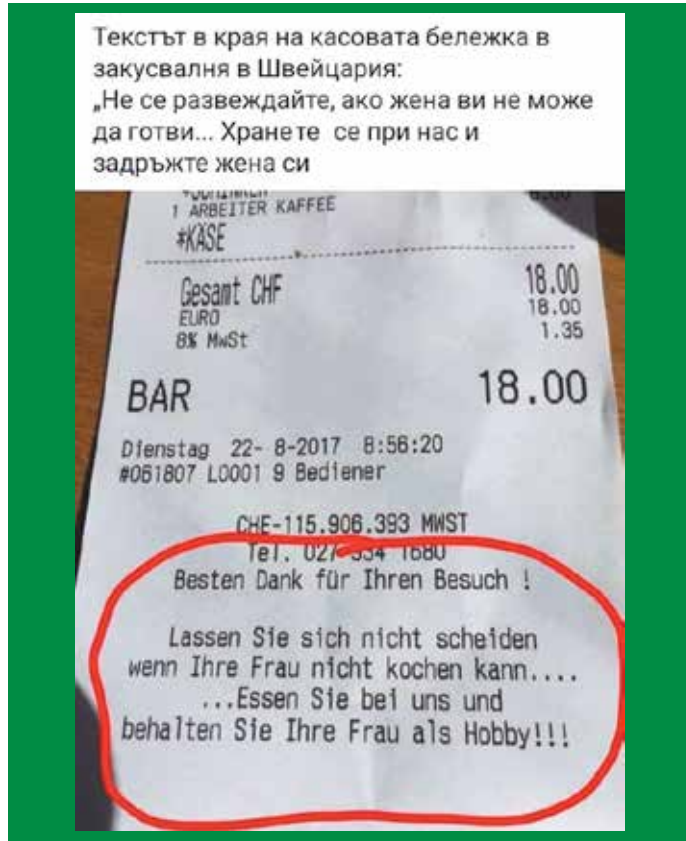 Текстът в края на касовата бележка в
закусвалня в Швейцария:
„Не се развеждайте, ако жена ви не може
да готви... Хранете се при нас и
задръжте жена си
1 ARBEITER KAFFEE
*KÄSE
Gesamt CHF 18.00
EURO 18.00
8% MwSt 1.35
BAR 18.00
Dienstag 22- 8-2017 8:56:20
#061807 L0001 9 Bediener
CHE-115.906.393 MWST
Tel. 027 934 1680
Besten Dank für Ihren Besuch !
Lassen Sie sich nicht scheiden
wenn Ihre Frau nicht kochen kann....
...Essen Sie bei uns und
behalten Sie Ihre Frau als Hobby!!!